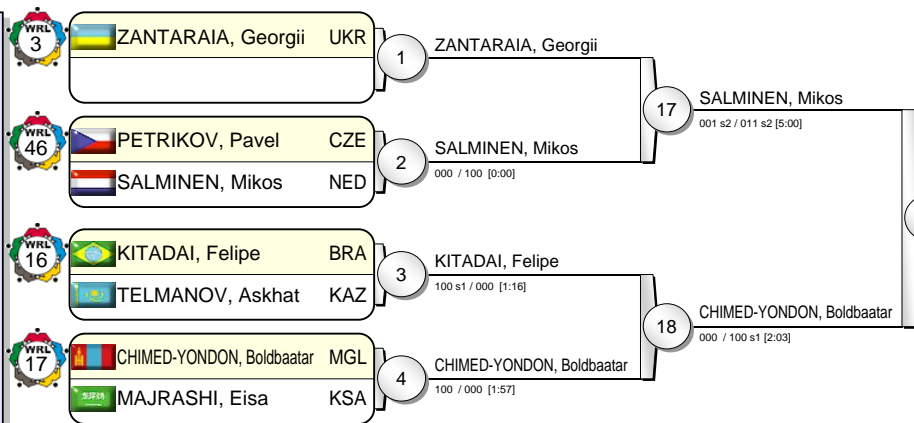 WRL
3
ZANTARAIA, Georgii UKR
1
ZANTARAIA, Georgii
WRL
46
PETRIKOV, Pavel CZE
SALMINEN, Mikos NED
2
SALMINEN, Mikos
000 / 100 [0:00]
17
SALMINEN, Mikos
001 s2 / 011 s2 [5:00]
WRL
16
KITADAI, Felipe BRA
TELMANOV, Askhat KAZ
3
KITADAI, Felipe
100 s1 / 000 [1:16]
WRL
17
CHIMED-YONDON, Boldbaatar MGL
MAJRASHI, Eisa KSA
4
CHIMED-YONDON, Boldbaatar
100 / 000 [1:57]
18
CHIMED-YONDON, Boldbaatar
000 / 100 s1 [2:03]